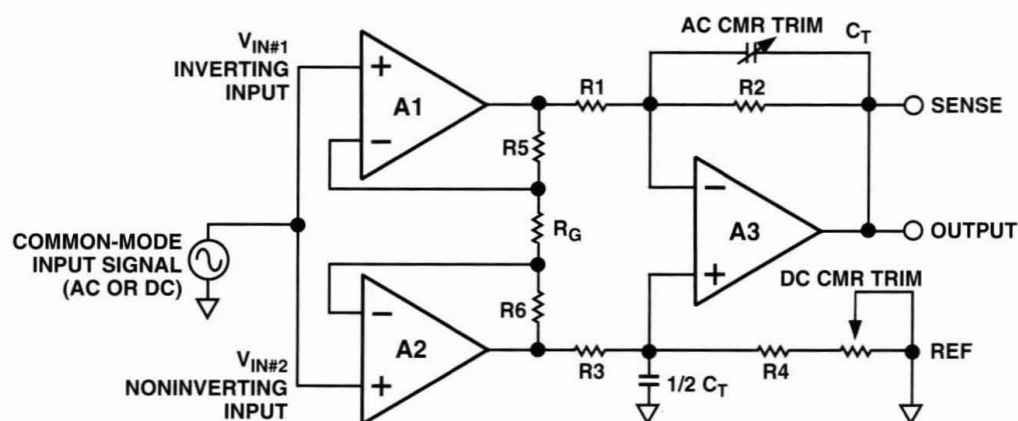 AC CMR TRIM
C_T
V_IN#1
INVERTING
INPUT
+
A1
−
R1
R2
SENSE
R5
R_G
−
A3
+
OUTPUT
COMMON-MODE
INPUT SIGNAL
(AC OR DC)
DC CMR TRIM
−
A2
+
R6
V_IN#2
NONINVERTING
INPUT
R3
1/2 C_T
R4
REF